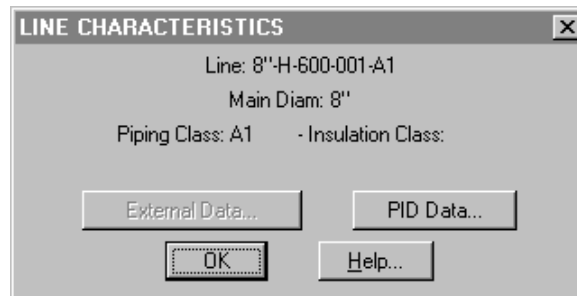 LINE CHARACTERISTICS
Line: 8"-H-600-001-A1
Main Diam: 8"
Piping Class: A1 - Insulation Class:
External Data... PID Data...
OK Help...